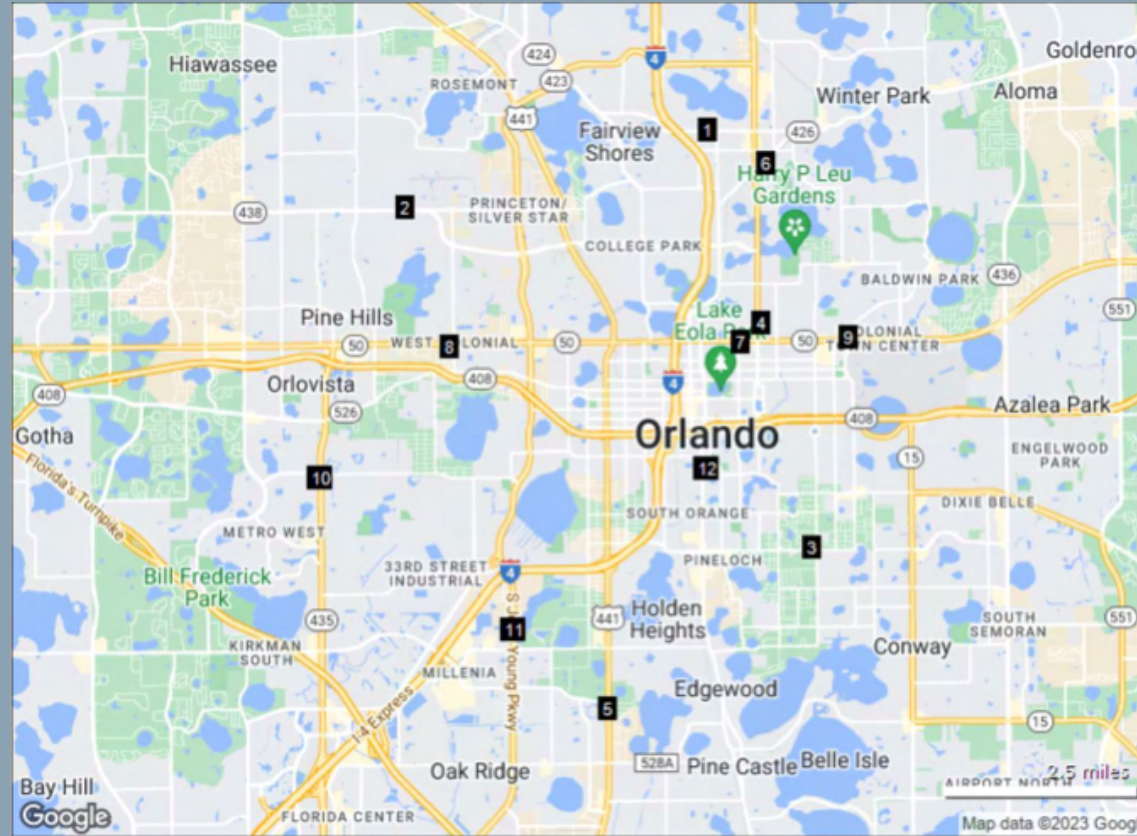 Hiawassee
424
ROSEMONT
423
4
441
Goldenro
Aloma
Winter Park
426
Fairview
Shores
1
6
Harry P Leu
Gardens
2
438
PRINCETON/
SILVER STAR
COLLEGE PARK
BALDWIN PARK
436
551
Pine Hills
50
8
WEST COLONIAL
50
Lake
Eola Park
4
7
50
9
COLONIAL
TOWN CENTER
408
Orlovista
526
408
4
Azalea Park
408
Gotha
Orlando
15
ENGELWOOD
PARK
Florida's Turnpike
10
12
METRO WEST
SOUTH ORANGE
DIXIE BELLE
3
PINELOCH
33RD STREET
INDUSTRIAL
4
Bill Frederick
Park
435
KIRKMAN
SOUTH
11
S J Young Pkwy
441
Holden
Heights
SOUTH
SEMORAN
551
Conway
MILLENIA
I-4 Express
5
Edgewood
15
528A
Pine Castle
Belle Isle
Oak Ridge
Bay Hill
AIRPORT NORTH
2.5 miles
Google
FLORIDA CENTER
Map data ©2023 Goog